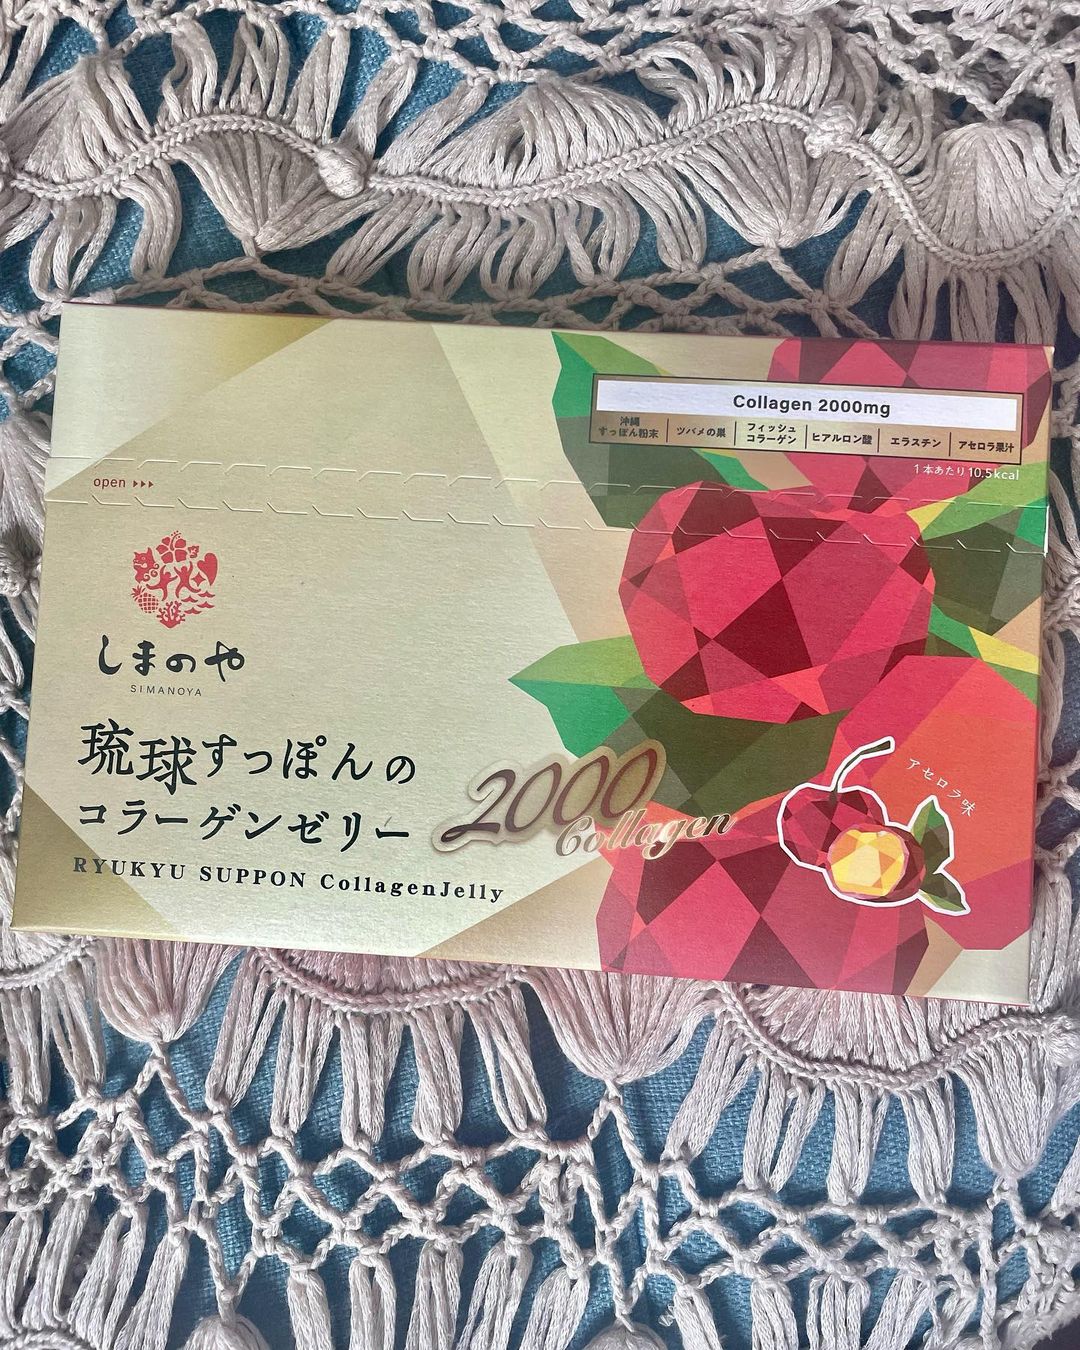 Collagen 2000mg
沖縄
すっぽん粉末
ツバメの巣
フィッシュ
コラーゲン
ヒアルロン酸
エラスチン
アセロラ果汁
1本あたり10.5kcal
open
しまのや
SIMANOYA
琉球すっぽんの
コラーゲンゼリー
RYUKYU SUPPON CollagenJelly
2000
Collagen
アセロラ味